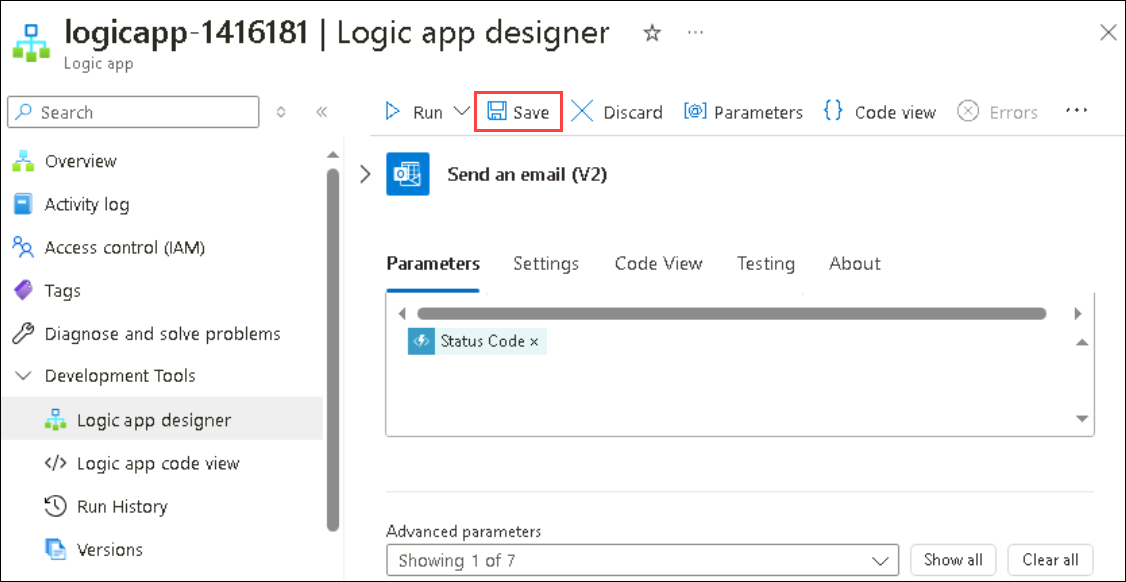 logicapp-1416181 | Logic app designer
Logic app
Search
Run
Save
Discard
[@] Parameters
{} Code view
Errors
Overview
Activity log
Access control (IAM)
Tags
Diagnose and solve problems
Development Tools
Logic app designer
</> Logic app code view
Run History
Versions
Send an email (V2)
Parameters Settings Code View Testing About
Status Code ×
Advanced parameters
Showing 1 of 7
Show all
Clear all